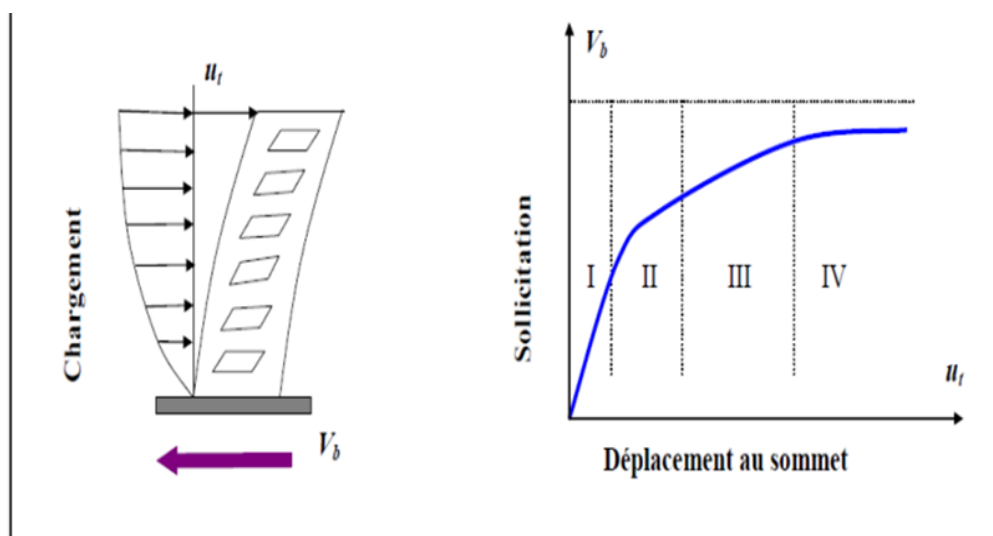 u_t
Chargement
V_b
V_b
Sollicitation
I
II
III
IV
u_t
Déplacement au sommet